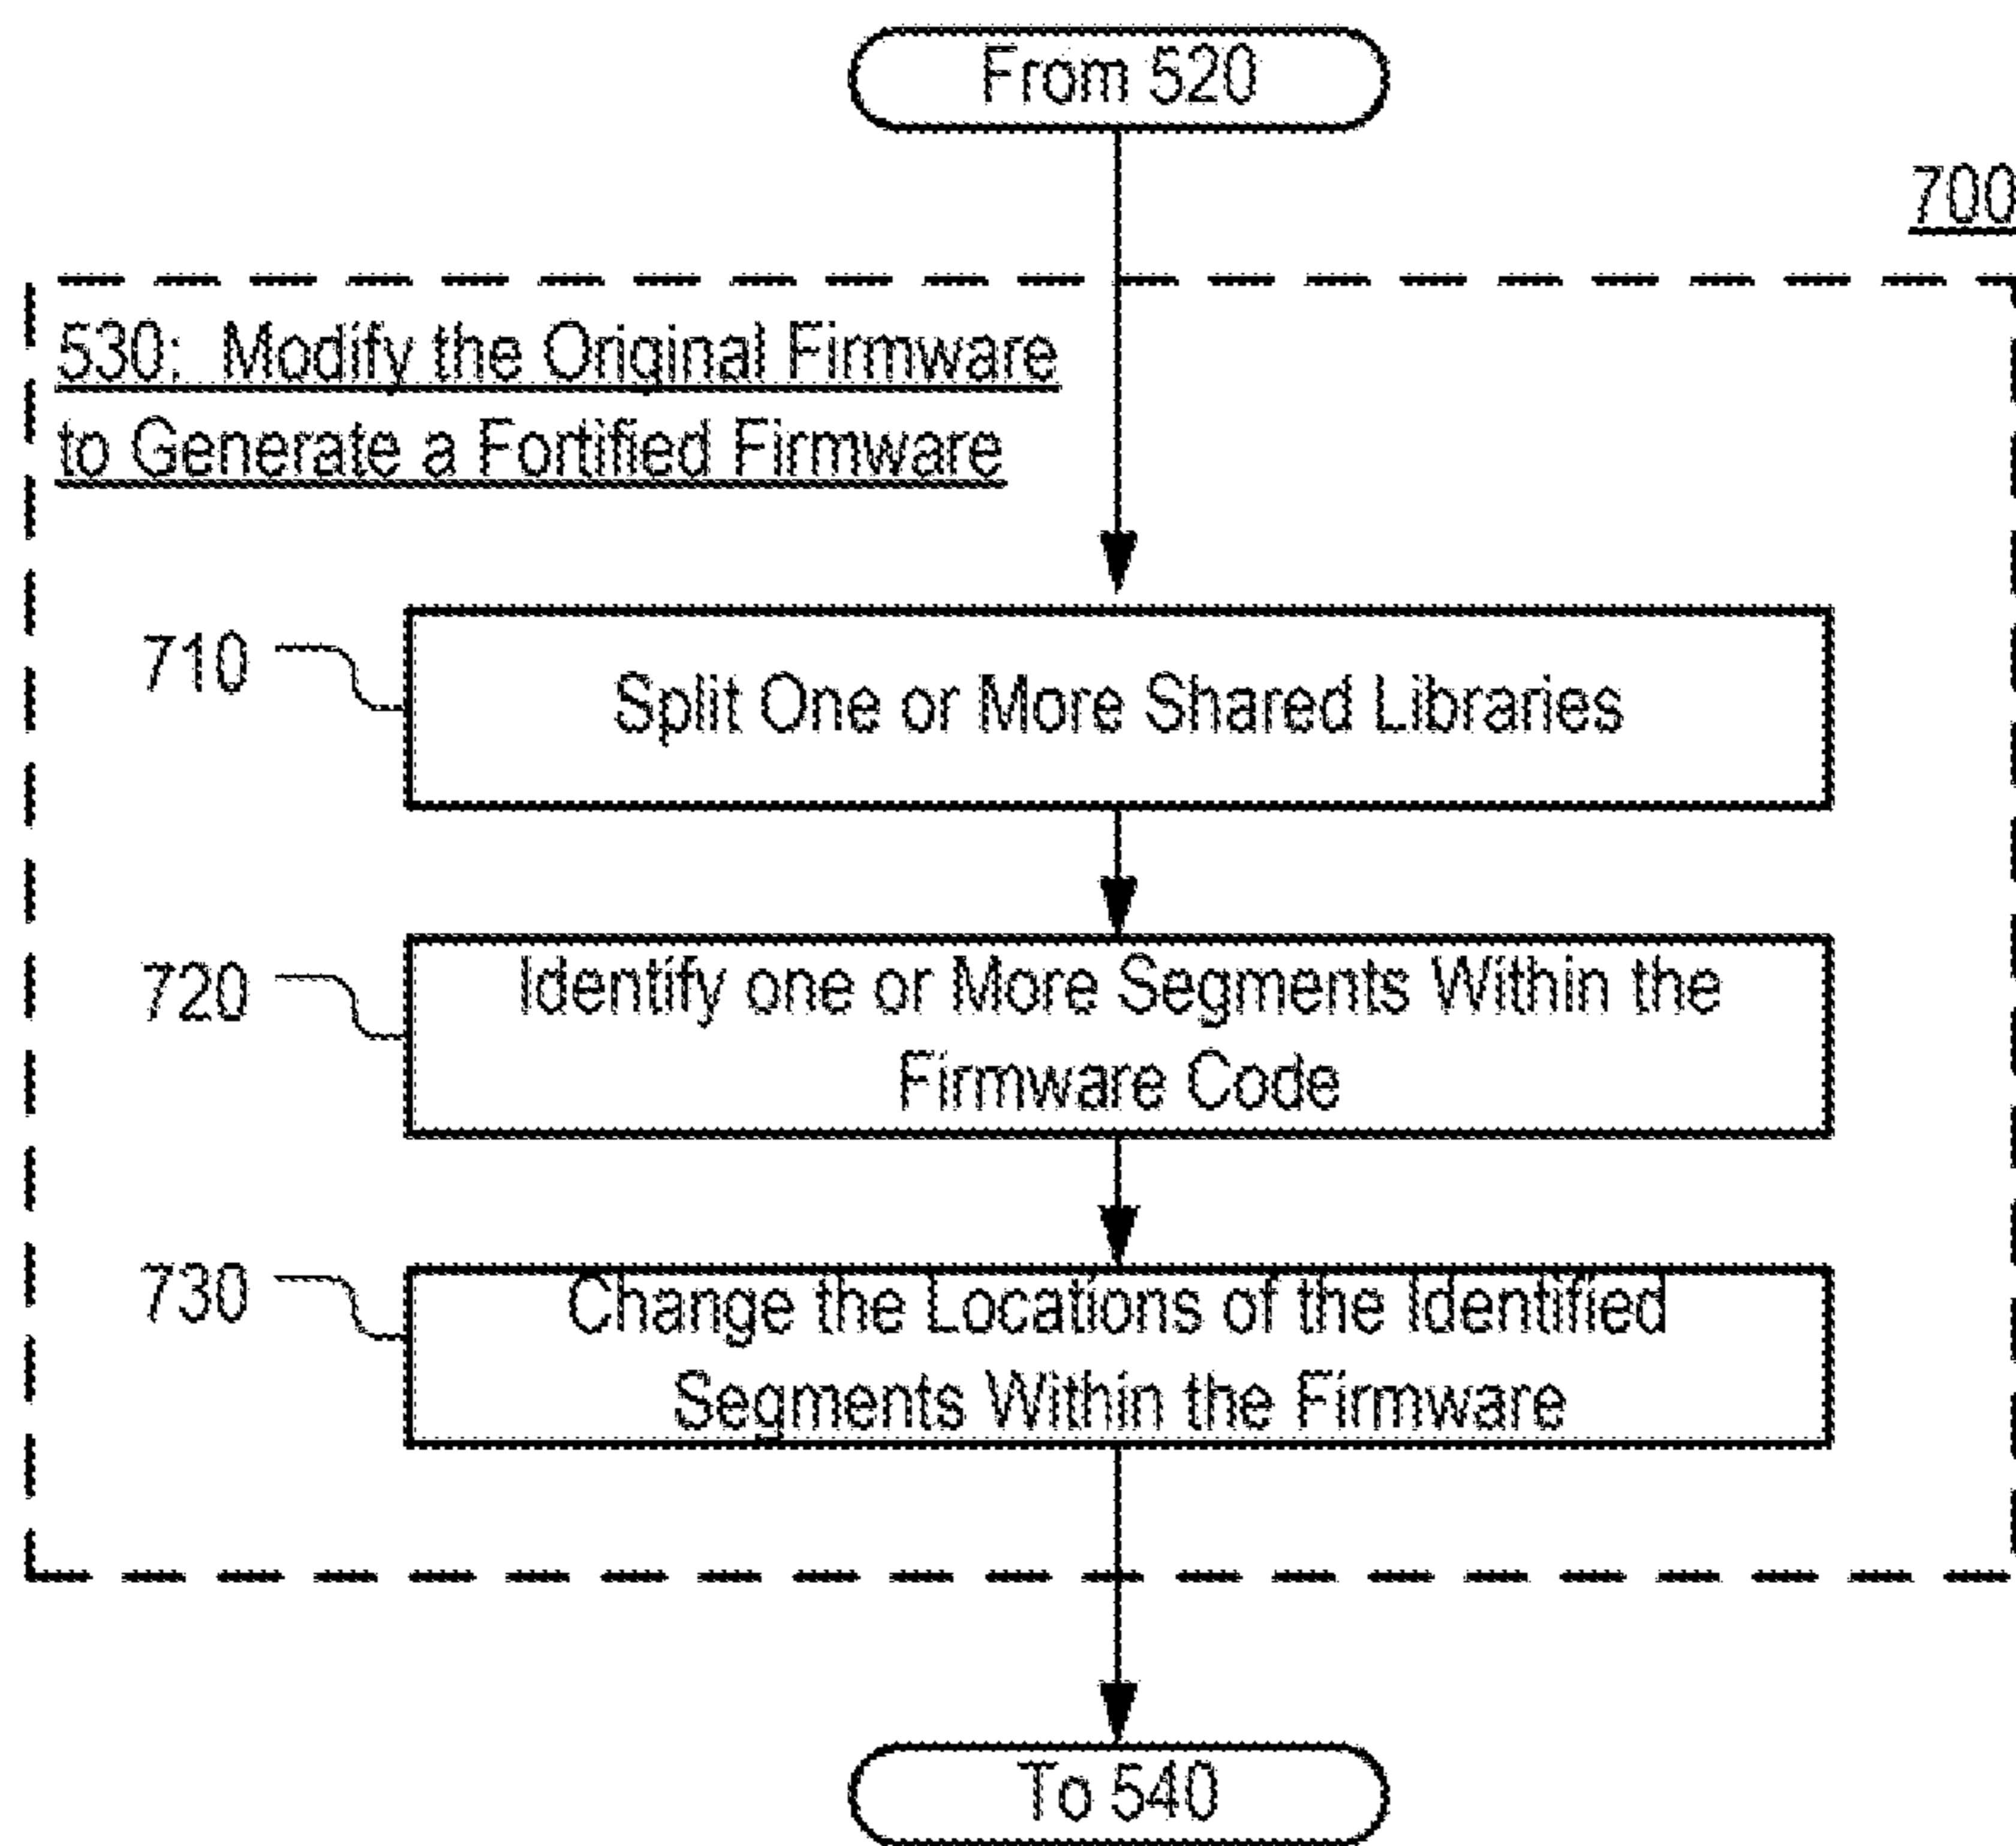 From 520
700
530: Modify the Original Firmware
to Generate a Fortified Firmware
710
Split One or More Shared Libraries
720
Identify one or More Segments Within the
Firmware Code
730
Change the Locations of the Identified
Segments Within the Firmware
To 540